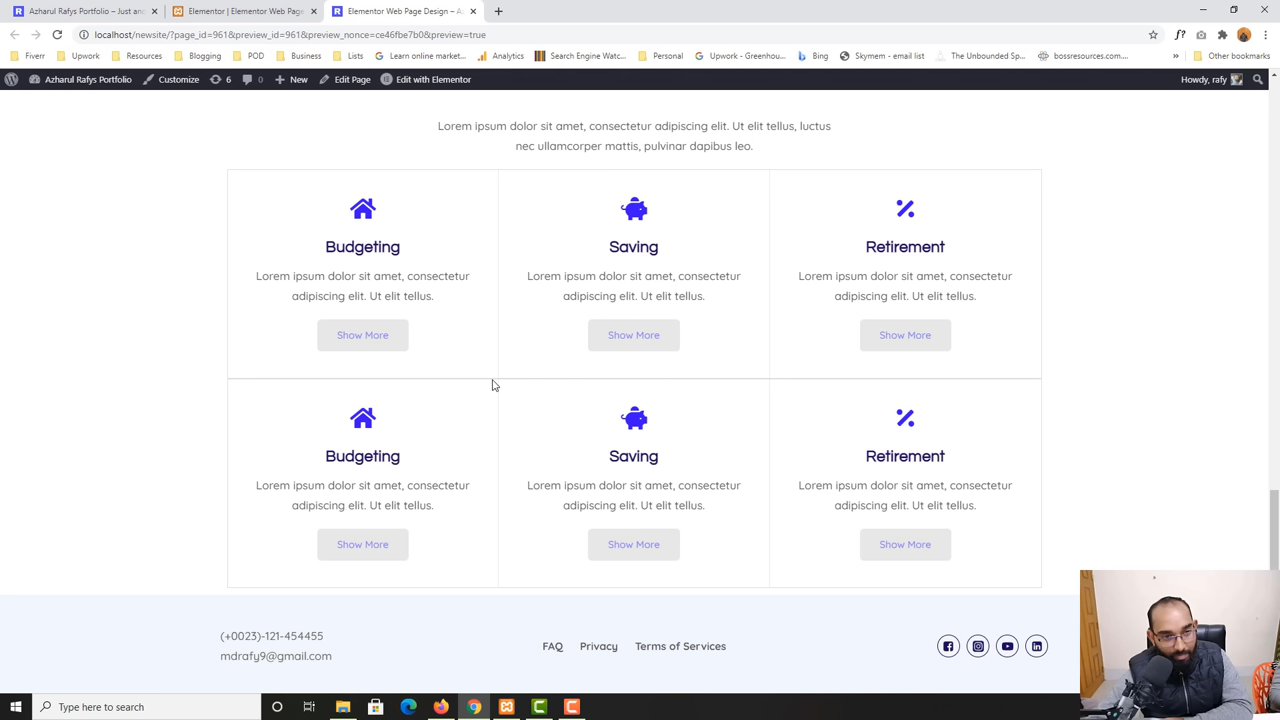 Azharul Rafys Portfolio – Just and
Elementor | Elementor Web Page
Elementor Web Page Design – A
localhost/newsite/?page_id=961&preview_id=961&preview_nonce=ce46fbe7b0&preview=true
Fiverr
Upwork
Resources
Blogging
POD
Business
Lists
Learn online market...
Analytics
Search Engine Watc...
Personal
Upwork - Greenhou...
Bing
Skymem - email list
The Unbounded Sp...
bossresources.com...
Other bookmarks
Azharul Rafys Portfolio
Customize
6
0
New
Edit Page
Edit with Elementor
Howdy, rafy
Lorem ipsum dolor sit amet, consectetur adipiscing elit. Ut elit tellus, luctus
nec ullamcorper mattis, pulvinar dapibus leo.
Budgeting
Saving
Retirement
Lorem ipsum dolor sit amet, consectetur
adipiscing elit. Ut elit tellus.
Lorem ipsum dolor sit amet, consectetur
adipiscing elit. Ut elit tellus.
Lorem ipsum dolor sit amet, consectetur
adipiscing elit. Ut elit tellus.
Show More
Show More
Show More
Budgeting
Saving
Retirement
Lorem ipsum dolor sit amet, consectetur
adipiscing elit. Ut elit tellus.
Lorem ipsum dolor sit amet, consectetur
adipiscing elit. Ut elit tellus.
Lorem ipsum dolor sit amet, consectetur
adipiscing elit. Ut elit tellus.
Show More
Show More
Show More
(+0023)-121-454455
mdrafy9@gmail.com
FAQ
Privacy
Terms of Services
Type here to search